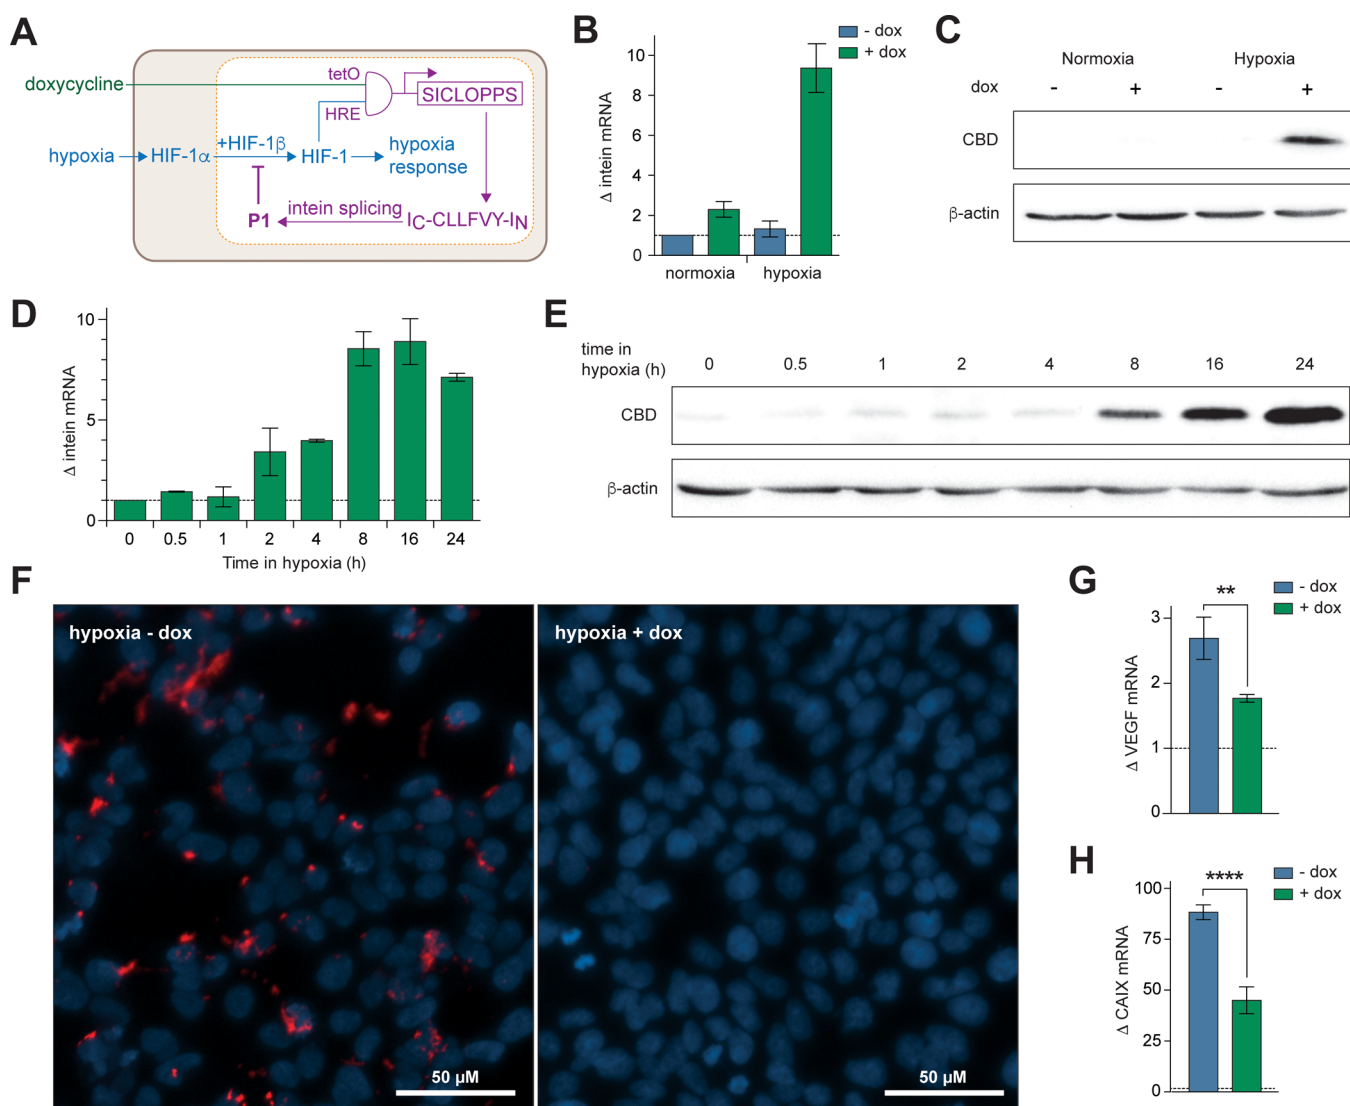 A
doxycycline
tetO
HRE
SICLOPPS
hypoxia
HIF-1α
+HIF-1β
HIF-1
hypoxia
response
P1
intein splicing
IC-CLLFVY-IN
B
- dox
+ dox
Δ intein mRNA
10
8
6
4
2
0
normoxia
hypoxia
C
Normoxia
Hypoxia
dox
- + - +
CBD
β-actin
D
Δ intein mRNA
10
5
0
0 0.5 1 2 4 8 16 24
Time in hypoxia (h)
E
time in
hypoxia (h)
0 0.5 1 2 4 8 16 24
CBD
β-actin
F
hypoxia - dox
50 µM
hypoxia + dox
50 µM
G
- dox
+ dox
**
Δ VEGF mRNA
3
2
1
0
H
- dox
+ dox
****
Δ CAIX mRNA
100
75
50
25
0